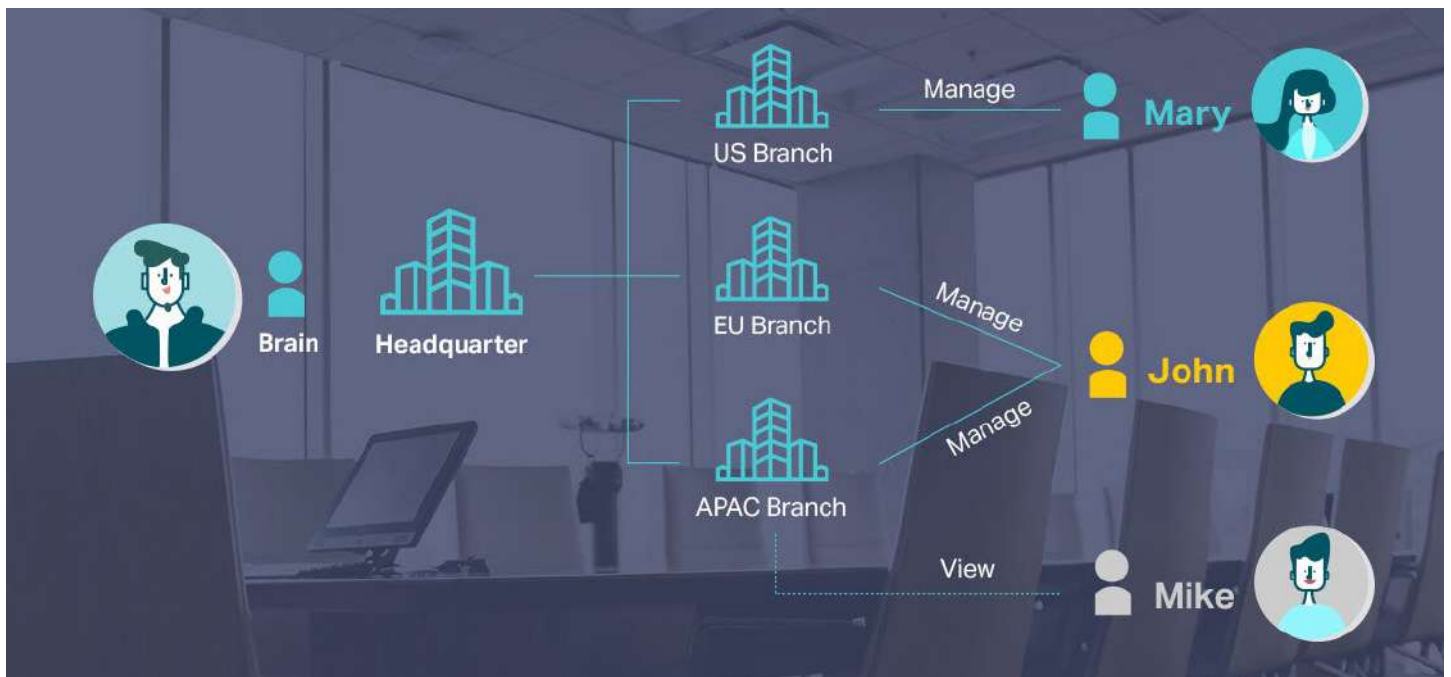 Manage
Mary
US Branch
Brain
Headquarter
EU Branch
Manage
John
Manage
APAC Branch
View
Mike